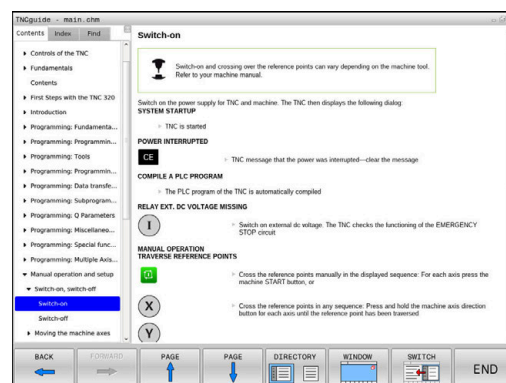 TNCguide - main.chm
Contents Index Find
Controls of the TNC
Fundamentals
Contents
First Steps with the TNC 320
Introduction
Programming: Fundamenta...
Programming: Programmin...
Programming: Tools
Programming: Programmin...
Programming: Data transfe...
Programming: Subprogram...
Programming: Q Parameters
Programming: Miscellaneo...
Programming: Special func...
Programming: Multiple Axis...
Manual operation and setup
Switch-on, switch-off
Switch-on
Switch-off
Moving the machine axes
Switch-on
Switch-on and crossing over the reference points can vary depending on the machine tool.
Refer to your machine manual.
Switch on the power supply for TNC and machine. The TNC then displays the following dialog:
SYSTEM STARTUP
TNC is started
POWER INTERRUPTED
CE
TNC message that the power was interrupted—clear the message
COMPILE A PLC PROGRAM
The PLC program of the TNC is automatically compiled
RELAY EXT. DC VOLTAGE MISSING
I
Switch on external dc voltage. The TNC checks the functioning of the EMERGENCY
STOP circuit
MANUAL OPERATION
TRAVERSE REFERENCE POINTS
Cross the reference points manually in the displayed sequence: For each axis press the
machine START button, or
X
Cross the reference points in any sequence: Press and hold the machine axis direction
button for each axis until the reference point has been traversed
Y
BACK FORWARD PAGE PAGE DIRECTORY WINDOW SWITCH END